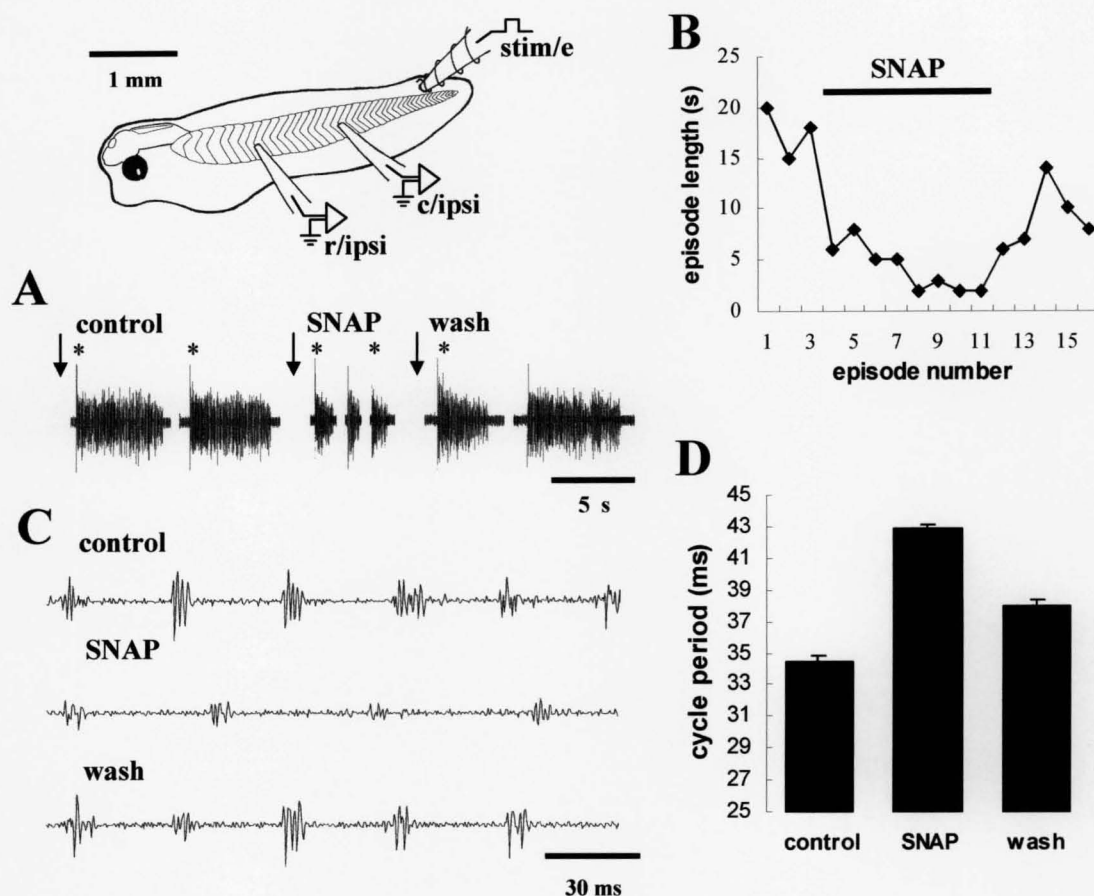 1 mm
stim/e
c/ipsi
r/ipsi
A
control
SNAP
wash
*
*
*
*
*
5 s
B
SNAP
episode length (s)
25
20
15
10
5
0
1 3 5 7 9 11 13 15
episode number
C
control
SNAP
wash
30 ms
D
cycle period (ms)
45
43
41
39
37
35
33
31
29
27
25
control SNAP wash